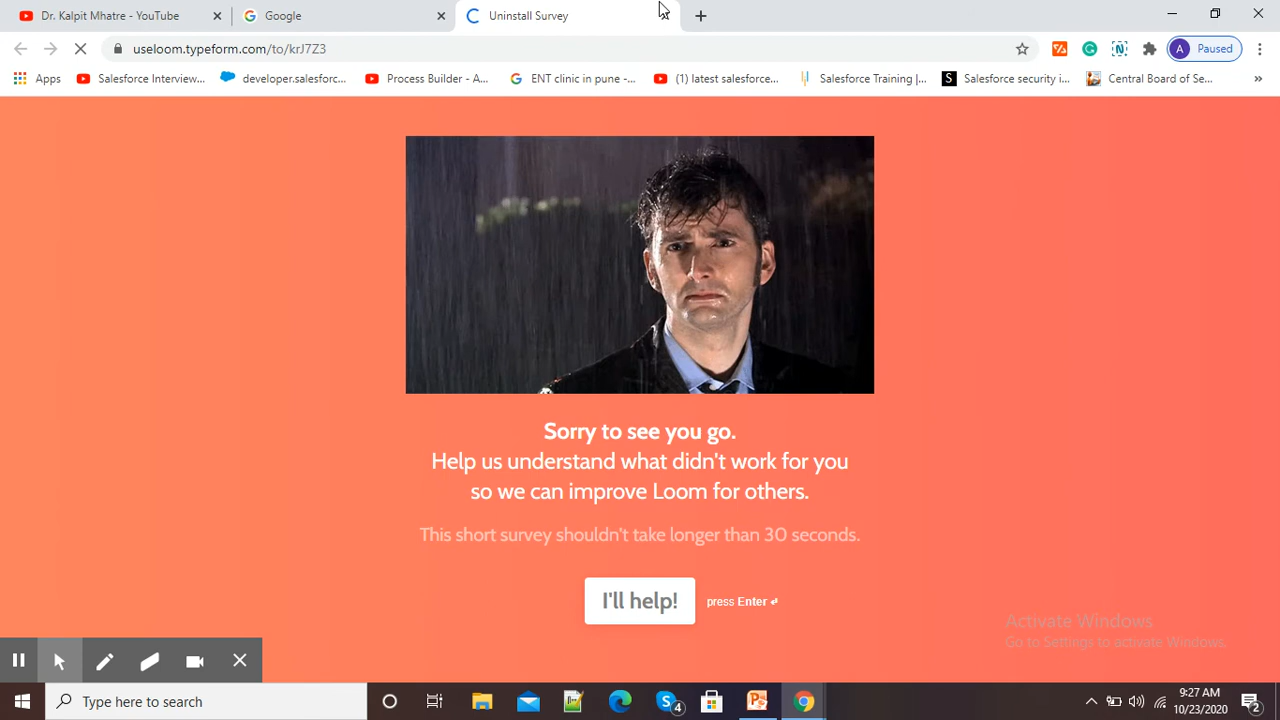 Dr. Kalpit Mhatre - YouTube
Google
Uninstall Survey
useloom.typeform.com/to/krJ7Z3
A Paused
Apps
Salesforce Interview...
developer.salesforc...
Process Builder - A...
ENT clinic in pune -...
(1) latest salesforce...
Salesforce Training |...
S
Salesforce security i...
Central Board of Se...
»
Sorry to see you go.
Help us understand what didn't work for you
so we can improve Loom for others.
This short survey shouldn't take longer than 30 seconds.
I'll help!
press Enter ↵
Activate Windows
Go to Settings to activate Windows.
Type here to search
4
9:27 AM
10/23/2020
2